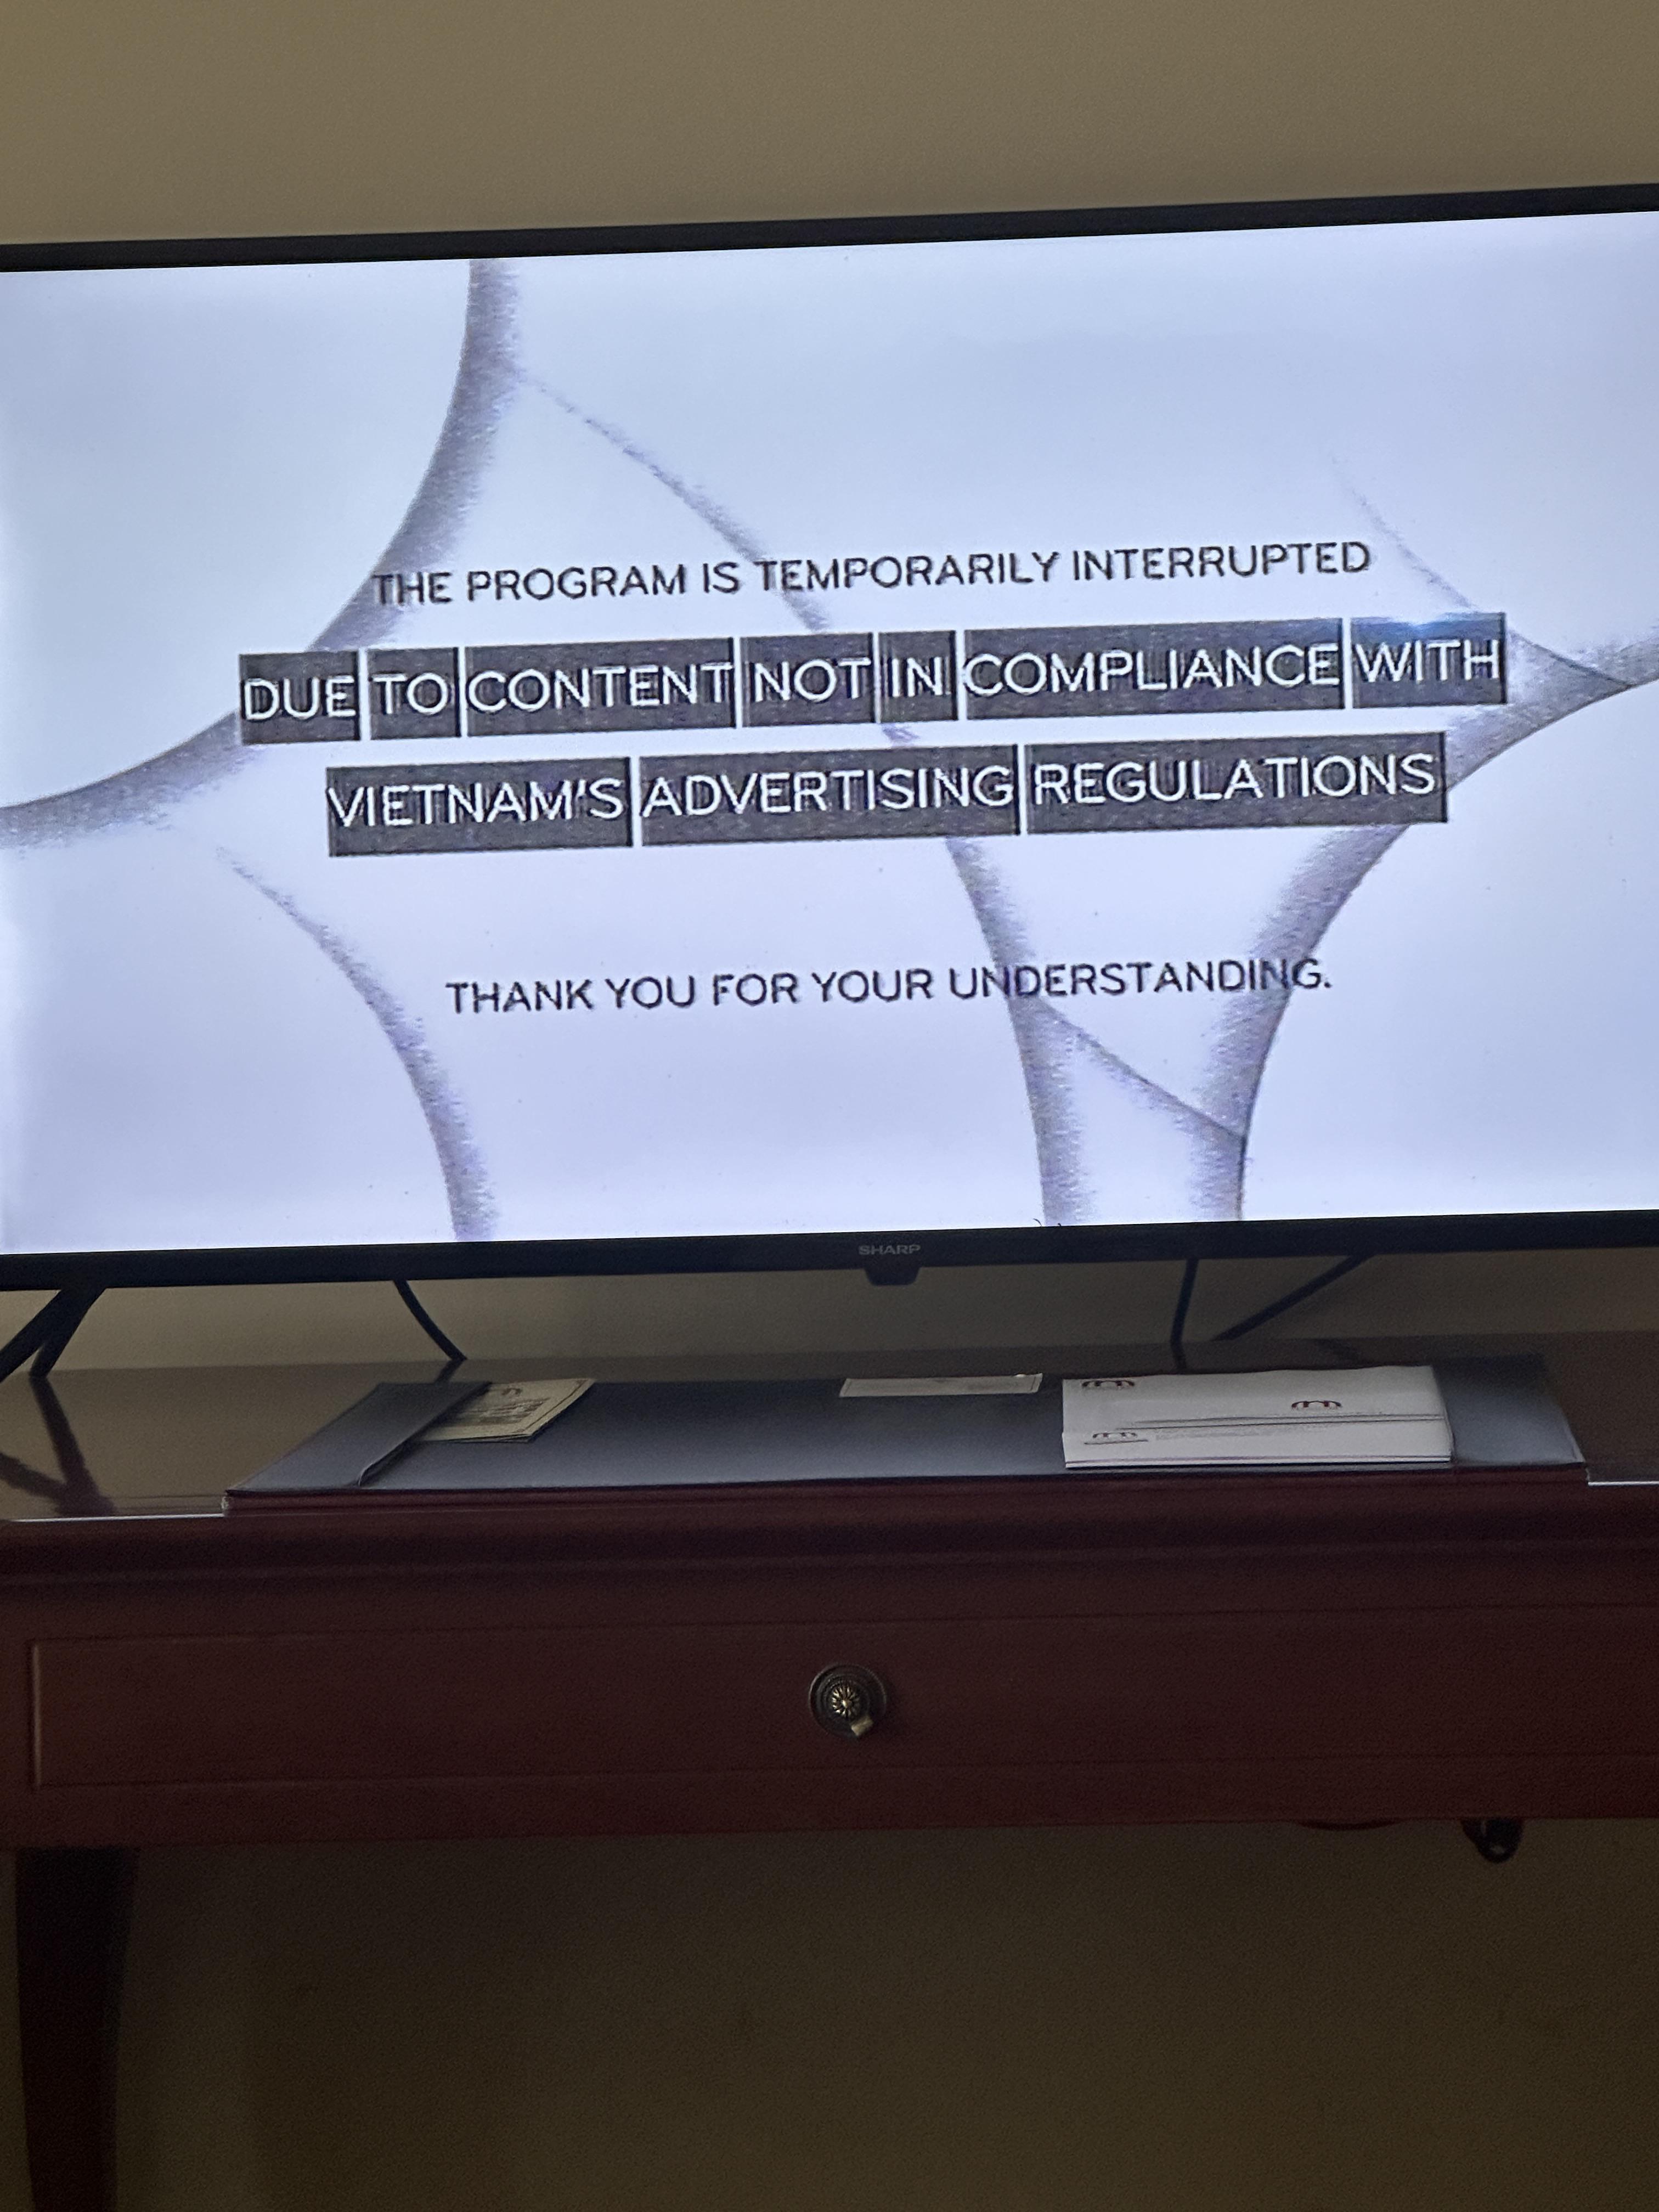 THE PROGRAM IS TEMPORARILY INTERRUPTED
DUE TO CONTENT NOT IN COMPLIANCE WITH
VIETNAM'S ADVERTISING REGULATIONS
THANK YOU FOR YOUR UNDERSTANDING.
SHARP